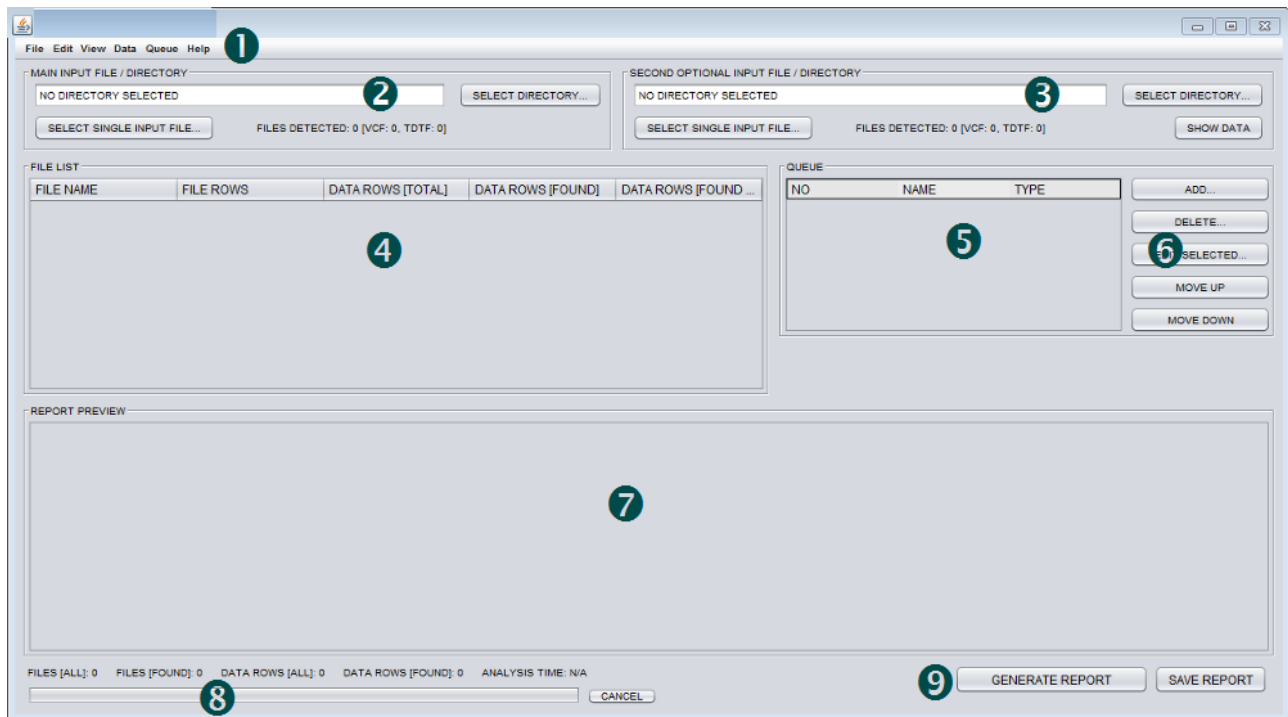 File Edit View Data Queue Help 1
MAIN INPUT FILE / DIRECTORY
NO DIRECTORY SELECTED 2 SELECT DIRECTORY...
SELECT SINGLE INPUT FILE... FILES DETECTED: 0 [VCF: 0, TDTF: 0]
SECOND OPTIONAL INPUT FILE / DIRECTORY
NO DIRECTORY SELECTED 3 SELECT DIRECTORY...
SELECT SINGLE INPUT FILE... FILES DETECTED: 0 [VCF: 0, TDTF: 0] SHOW DATA
FILE LIST
FILE NAME FILE ROWS DATA ROWS [TOTAL] DATA ROWS [FOUND] DATA ROWS [FOUND ...
4
QUEUE
NO NAME TYPE
5
ADD...
DELETE...
6 SELECTED...
MOVE UP
MOVE DOWN
REPORT PREVIEW
7
FILES [ALL]: 0 FILES [FOUND]: 0 DATA ROWS [ALL]: 0 DATA ROWS [FOUND]: 0 ANALYSIS TIME: N/A
8 CANCEL
9 GENERATE REPORT SAVE REPORT